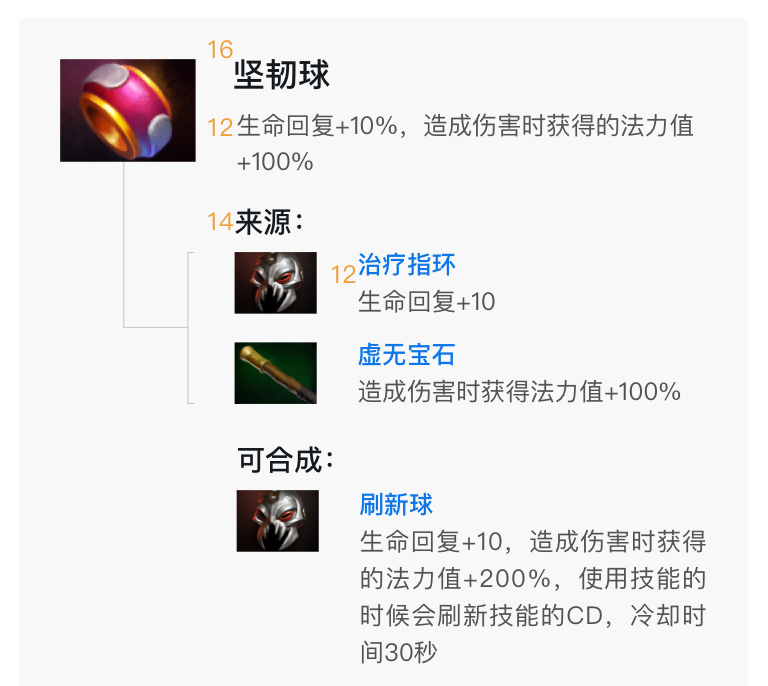 16
坚韧球
12 生命回复+10%，造成伤害时获得的法力值
+100%
14 来源：
12 治疗指环
生命回复+10
虚无宝石
造成伤害时获得法力值+100%
可合成：
刷新球
生命回复+10，造成伤害时获得
的法力值+200%，使用技能的
时候会刷新技能的CD，冷却时
间30秒